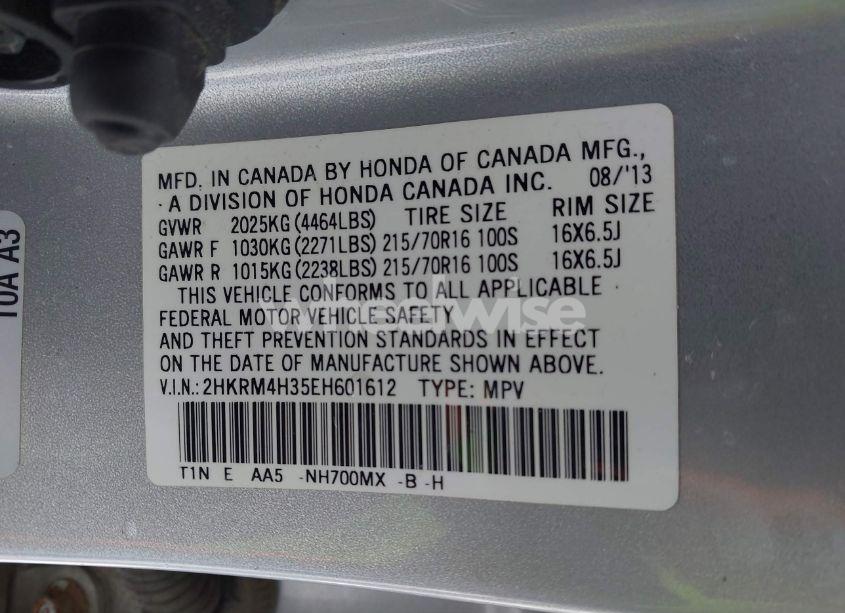 MFD. IN CANADA BY HONDA OF CANADA MFG.,
A DIVISION OF HONDA CANADA INC. 08/'13
GVWR 2025KG (4464LBS) TIRE SIZE RIM SIZE
GAWR F 1030KG (2271LBS) 215/70R16 100S 16X6.5J
GAWR R 1015KG (2238LBS) 215/70R16 100S 16X6.5J
THIS VEHICLE CONFORMS TO ALL APPLICABLE
FEDERAL MOTOR VEHICLE SAFETY
AND THEFT PREVENTION STANDARDS IN EFFECT
ON THE DATE OF MANUFACTURE SHOWN ABOVE.
V.I.N.: 2HKRM4H35EH601612 TYPE: MPV
T1N E AA5 -NH700MX -B -H
wheelwise
10A A3